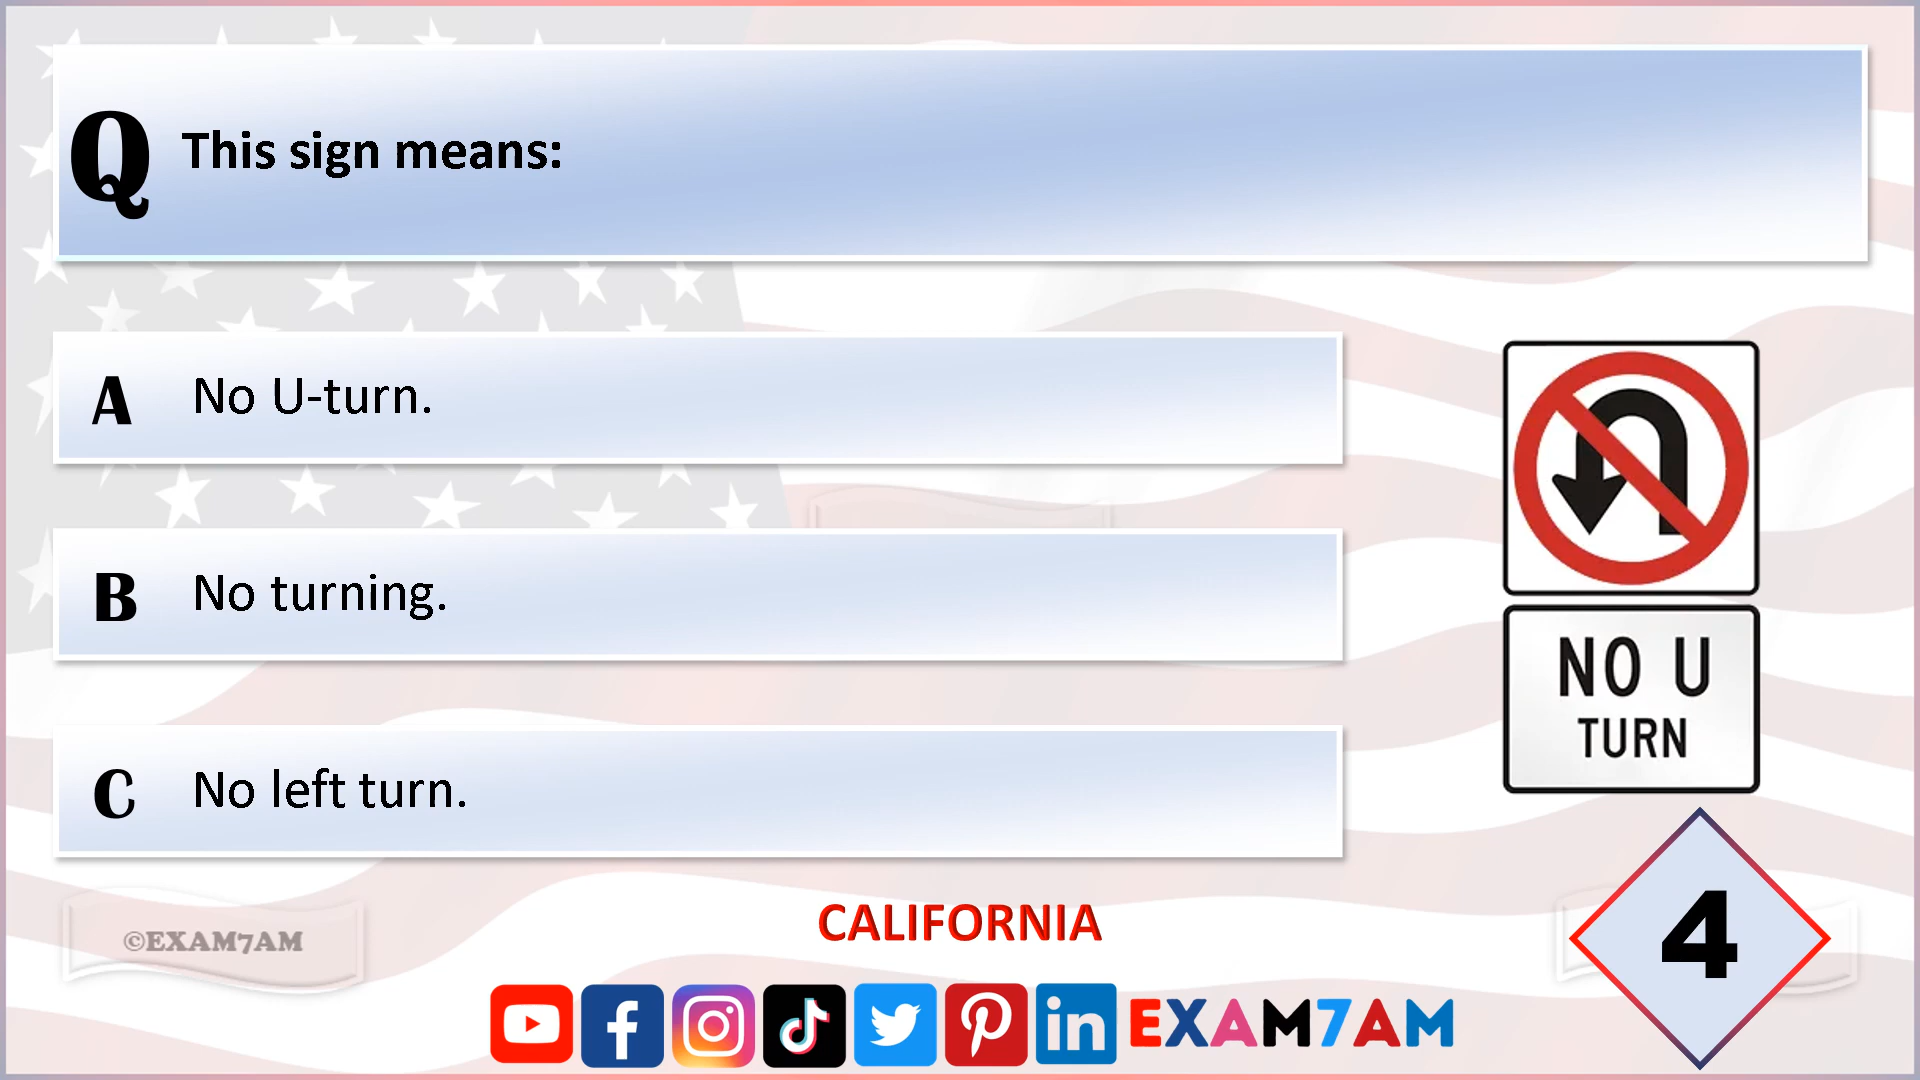 Q This sign means:
A No U-turn.
B No turning.
C No left turn.
NO U
TURN
CALIFORNIA
4
©EXAM7AM
EXAM7AM